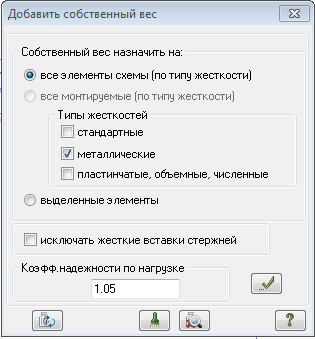 Добавить собственный вес
Собственный вес назначить на:
все элементы схемы (по типу жесткости)
все монтируемые (по типу жесткости)
Типы жесткостей
стандартные
металлические
пластинчатые, объемные, численные
выделенные элементы
исключать жесткие вставки стержней
Коэфф.надежности по нагрузке
1.05